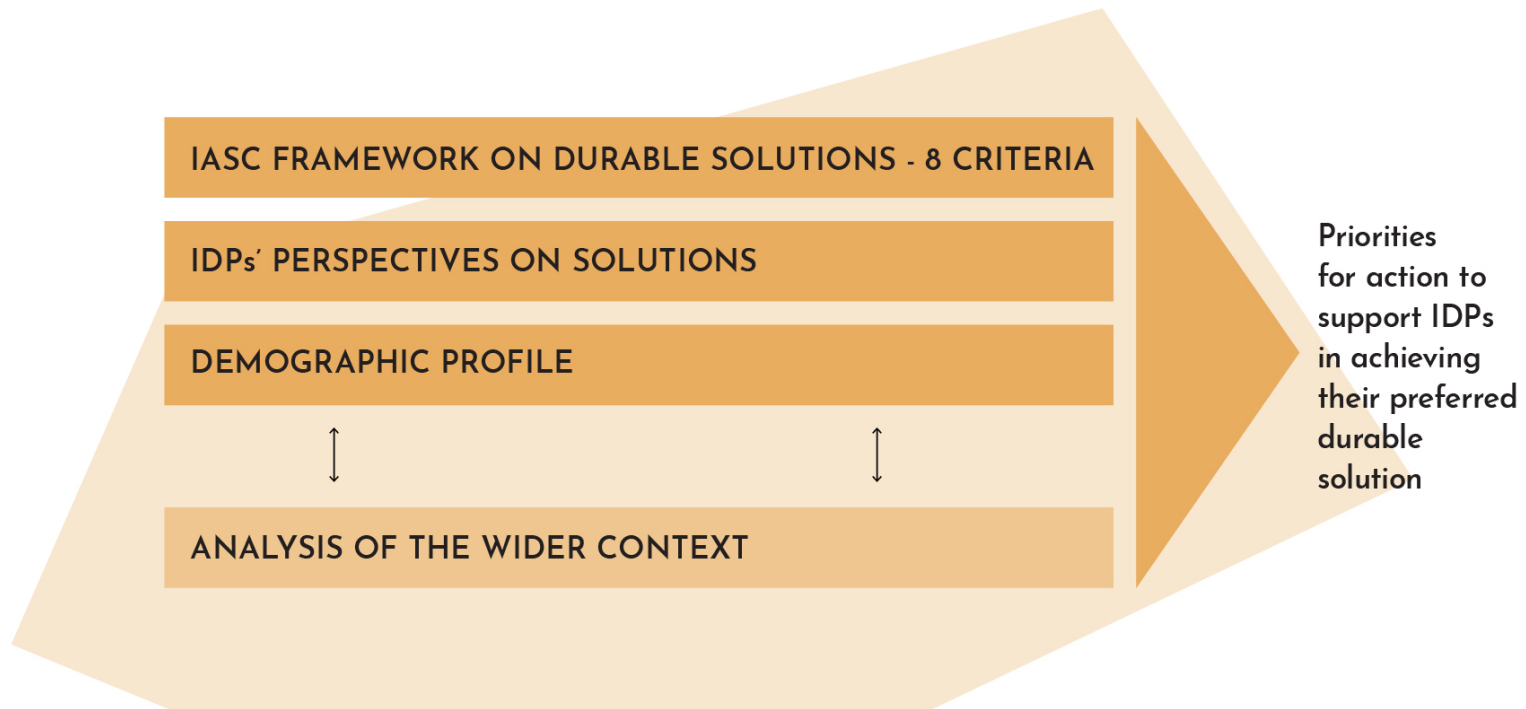 IASC FRAMEWORK ON DURABLE SOLUTIONS - 8 CRITERIA
IDPs’ PERSPECTIVES ON SOLUTIONS
DEMOGRAPHIC PROFILE
ANALYSIS OF THE WIDER CONTEXT
Priorities
for action to
support IDPs
in achieving
their preferred
durable
solution